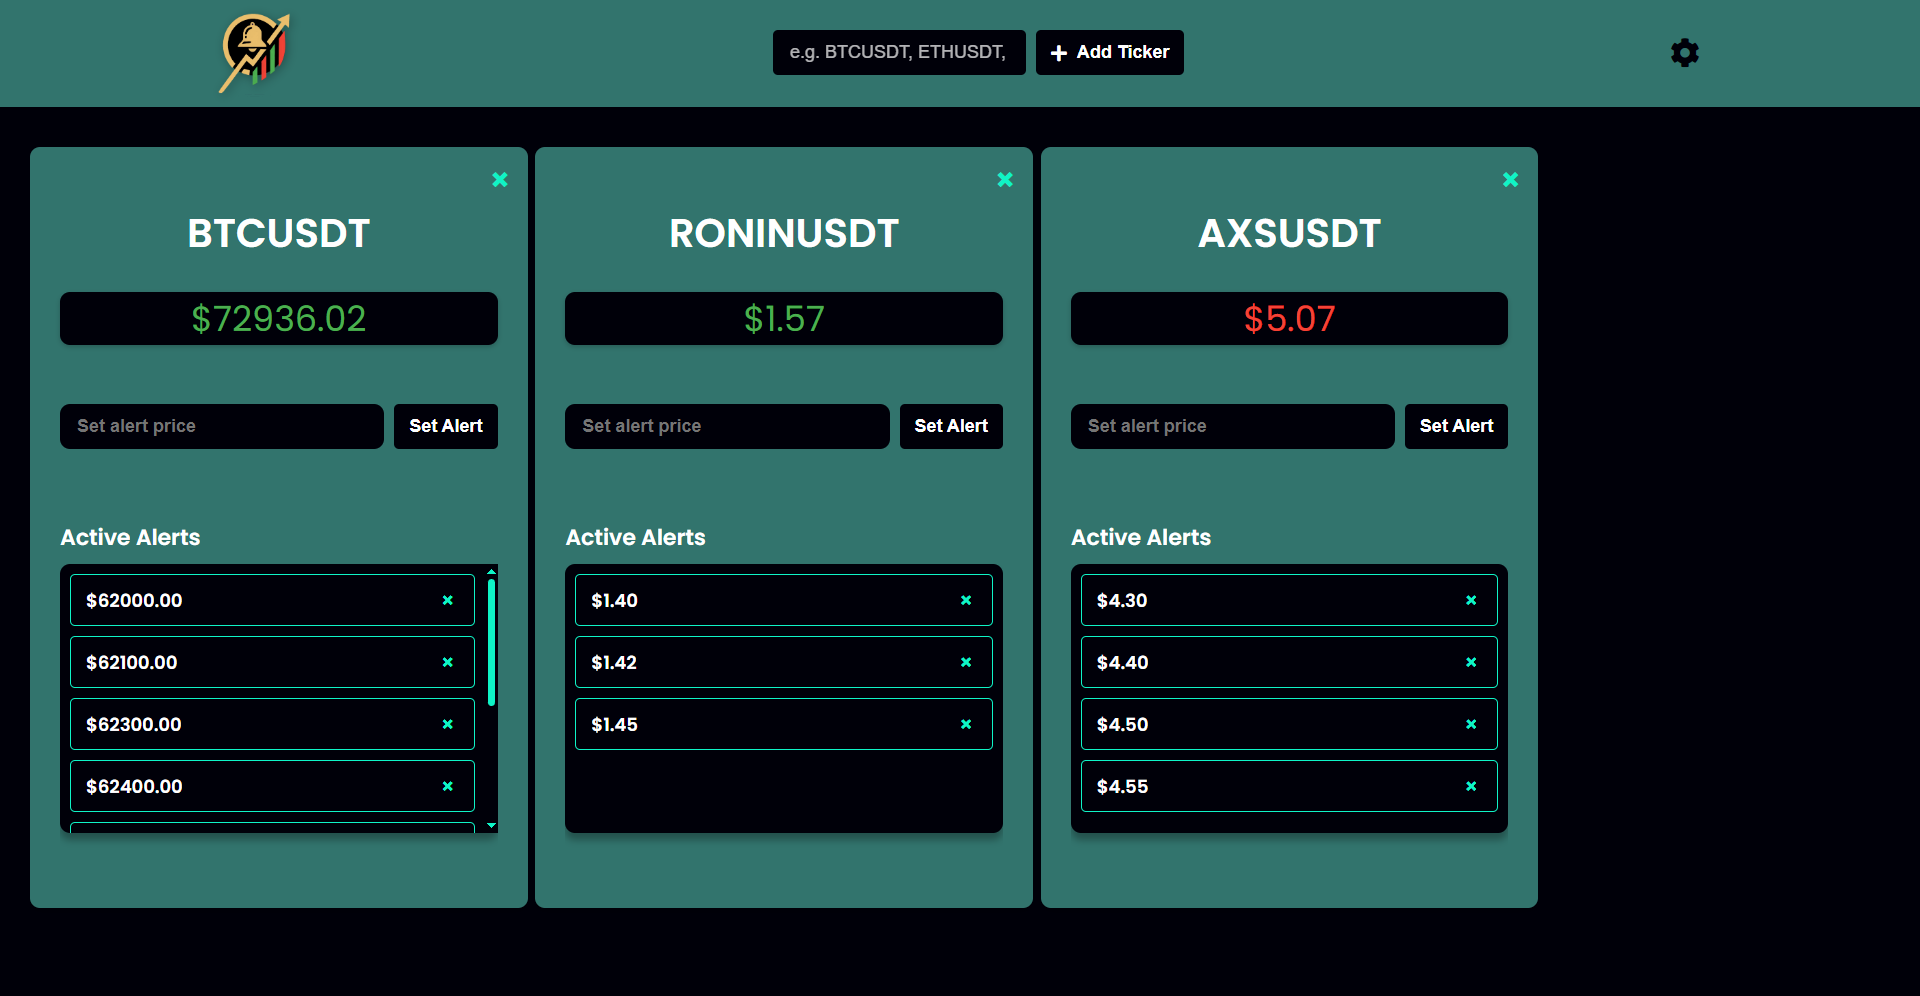 e.g. BTCUSDT, ETHUSDT,
Add Ticker
BTCUSDT
$72936.02
Set alert price
Set Alert
Active Alerts
$62000.00
$62100.00
$62300.00
$62400.00
RONINUSDT
$1.57
Set alert price
Set Alert
Active Alerts
$1.40
$1.42
$1.45
AXSUSDT
$5.07
Set alert price
Set Alert
Active Alerts
$4.30
$4.40
$4.50
$4.55